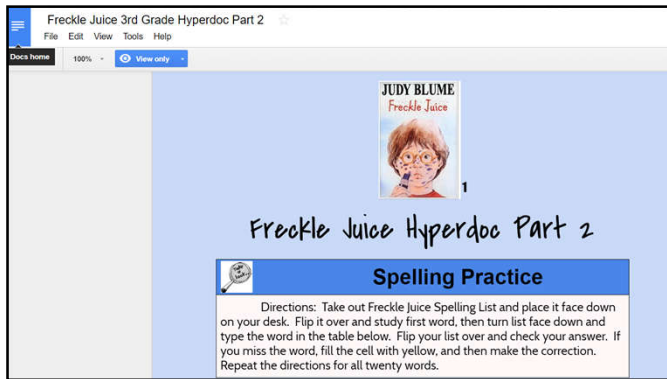 Freckle Juice 3rd Grade Hyperdoc Part 2
File Edit View Tools Help
Docs home
100%
View only
JUDY BLUME
Freckle Juice
1
Freckle Juice Hyperdoc Part 2
Spelling Practice
Directions: Take out Freckle Juice Spelling List and place it face down
on your desk. Flip it over and study first word, then turn list face down and
type the word in the table below. Flip your list over and check your answer. If
you miss the word, fill the cell with yellow, and then make the correction.
Repeat the directions for all twenty words.